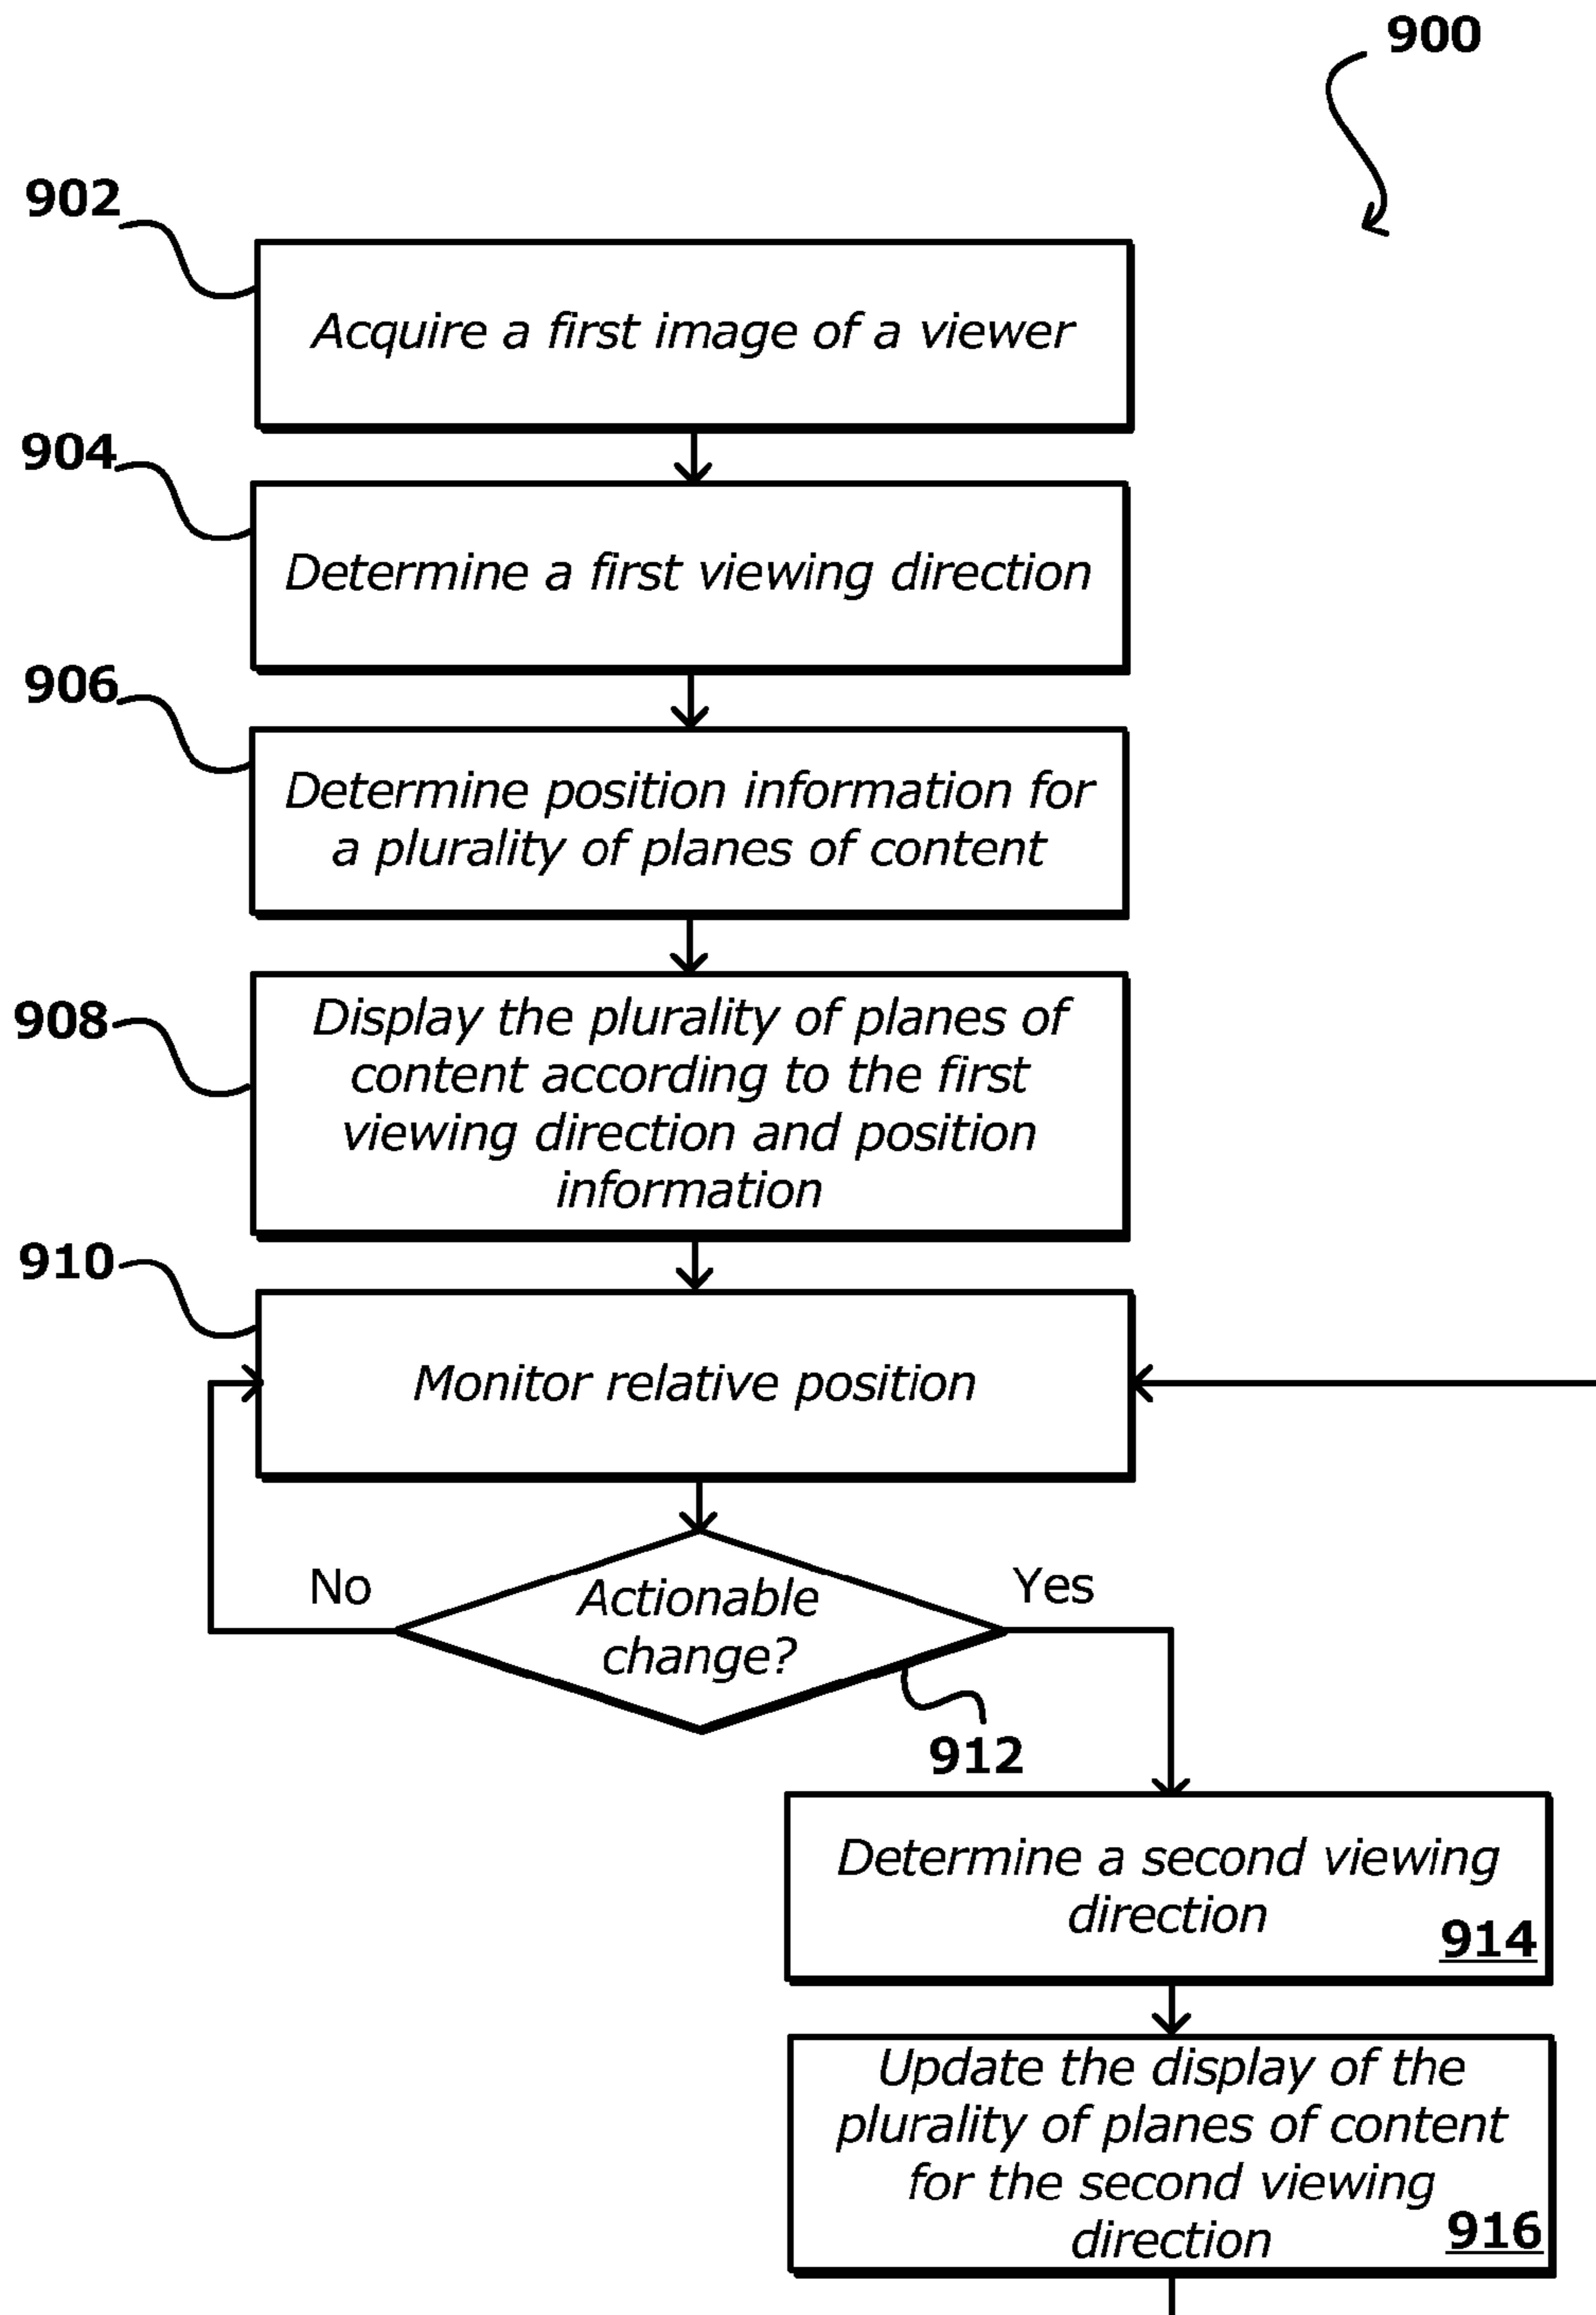 900
902
Acquire a first image of a viewer
904
Determine a first viewing direction
906
Determine position information for
a plurality of planes of content
908
Display the plurality of planes of
content according to the first
viewing direction and position
information
910
Monitor relative position
No
Actionable
change?
Yes
912
Determine a second viewing
direction
914
Update the display of the
plurality of planes of content
for the second viewing
direction
916